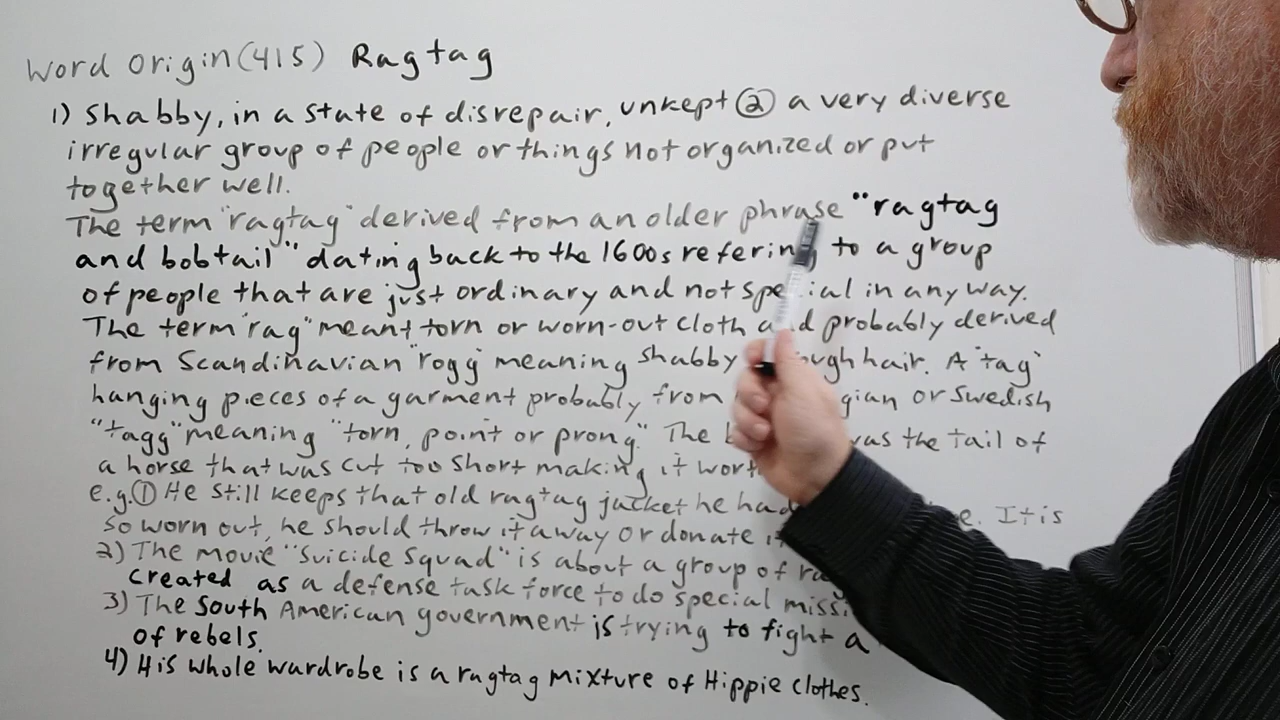 Word Origin (415) Ragtag
1) Shabby, in a state of disrepair, unkept ② a very diverse
irregular group of people or things not organized or put
together well.
The term "ragtag" derived from an older phrase "ragtag
and bobtail" dating back to the 1600s refering to a group
of people that are just ordinary and not special in any way.
The term "rag" meant torn or worn-out cloth and probably derived
from Scandinavian "rogg" meaning shabby hair. A "tag"
hanging pieces of a garment probably from or Swedish
"tagg" meaning "torn, point or prong." The was the tail of
a horse that was cut too short making it
e.g. ① He still keeps that old ragtag jacket he had It is
so worn out, he should throw it away or donate
2) The movie "Suicide Squad" is about a group of
created as a defense task force to do special
3) The South American government is trying to fight a
of rebels.
4) His whole wardrobe is a ragtag mixture of Hippie clothes.